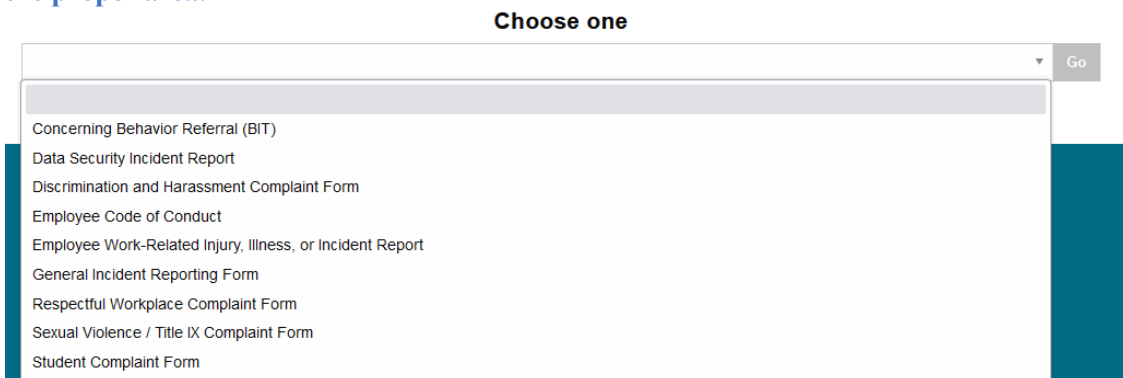 Choose one
Go
Concerning Behavior Referral (BIT)
Data Security Incident Report
Discrimination and Harassment Complaint Form
Employee Code of Conduct
Employee Work-Related Injury, Illness, or Incident Report
General Incident Reporting Form
Respectful Workplace Complaint Form
Sexual Violence / Title IX Complaint Form
Student Complaint Form